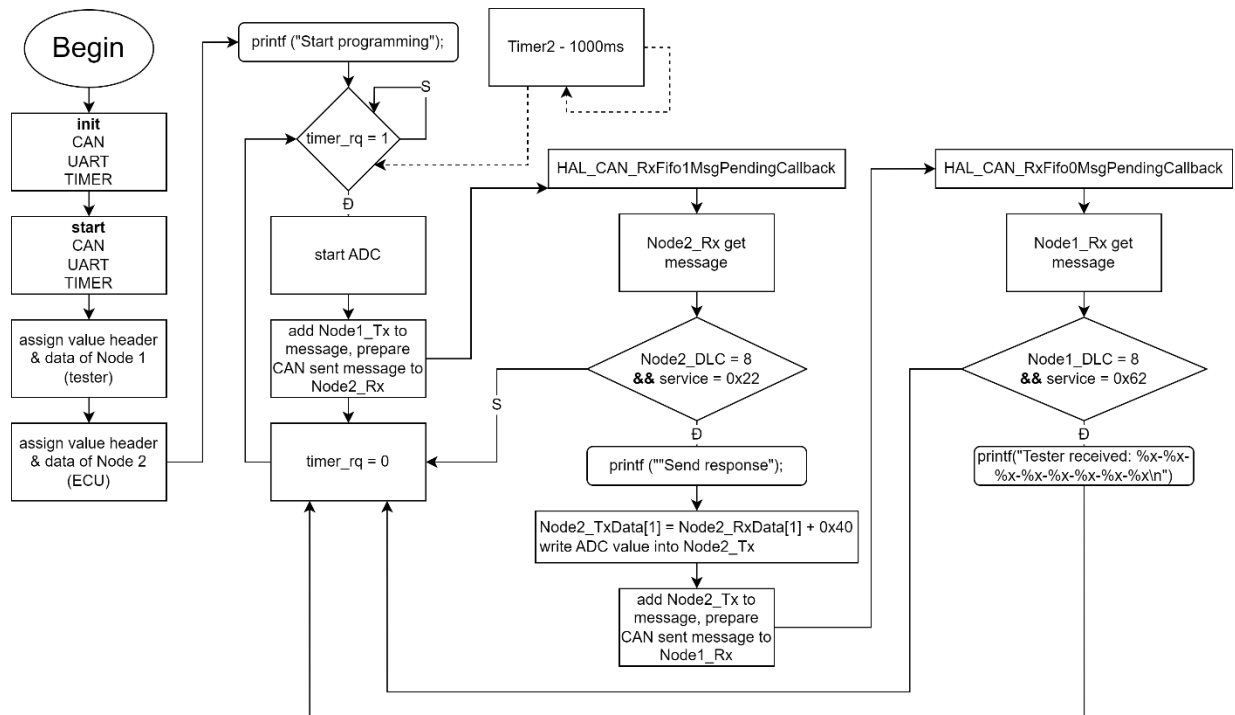 Begin
init
CAN
UART
TIMER
start
CAN
UART
TIMER
assign value header
& data of Node 1
(tester)
assign value header
& data of Node 2
(ECU)
printf ("Start programming");
timer_rq = 1
S
Đ
start ADC
add Node1_Tx to
message, prepare
CAN sent message to
Node2_Rx
timer_rq = 0
Timer2 - 1000ms
HAL_CAN_RxFifo1MsgPendingCallback
Node2_Rx get
message
Node2_DLC = 8
&& service = 0x22
S
Đ
printf (""Send response");
Node2_TxData[1] = Node2_RxData[1] + 0x40
write ADC value into Node2_Tx
add Node2_Tx to
message, prepare
CAN sent message to
Node1_Rx
HAL_CAN_RxFifo0MsgPendingCallback
Node1_Rx get
message
Node1_DLC = 8
&& service = 0x62
Đ
printf("Tester received: %x-%x-
%x-%x-%x-%x-%x-%x\n")